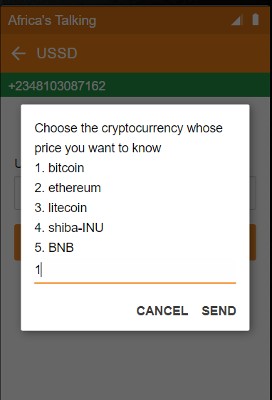 Africa's Talking
USSD
+2348103087162
Choose the cryptocurrency whose
price you want to know
1. bitcoin
2. ethereum
3. litecoin
4. shiba-INU
5. BNB
1
CANCEL SEND